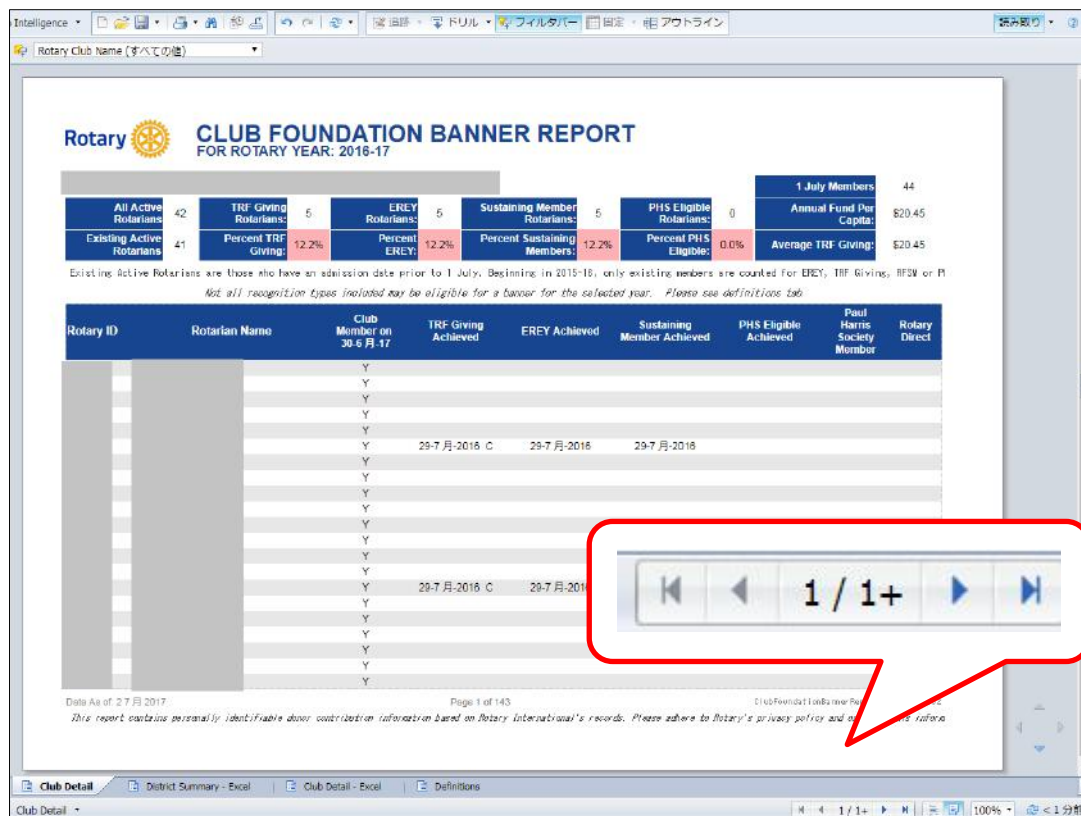 Intelligence
追跡 ドリル フィルタバー 固定 アウトライン 読み取り
Rotary Club Name (すべての値)
Rotary
CLUB FOUNDATION BANNER REPORT
FOR ROTARY YEAR: 2016-17
1 July Members 44
All Active Rotarians 42 TRF Giving Rotarians: 5 EREY Rotarians: 5 Sustaining Member Rotarians: 5 PHS Eligible Rotarians: 0 Annual Fund Per Capita: $20.45
Existing Active Rotarians 41 Percent TRF Giving: 12.2% Percent EREY: 12.2% Percent Sustaining Members: 12.2% Percent PHS Eligible: 0.0% Average TRF Giving: $20.45
Existing Active Rotarians are those who have an admission date prior to 1 July. Beginning in 2015-16, only existing members are counted for EREY, TRF Giving, RFSM or
Not all recognition types included may be eligible for a banner for the selected year. Please see definitions tab
Rotary ID Rotarian Name Club Member on 30-6 月-17 TRF Giving Achieved EREY Achieved Sustaining Member Achieved PHS Eligible Achieved Paul Harris Society Member Rotary Direct
Y
Y
Y
Y
Y
Y 29-7 月-2016 C 29-7 月-2016 29-7 月-2016
Y
Y
Y
Y
Y
Y
Y
Y
Y 29-7 月-2016 C 29-7 月-201
Y
Y
Y
Y
Y
Y
1 / 1+
Data As of: 2 7 月 2017 Page 1 of 143
This report contains personally identifiable donor contribution information based on Rotary International's records. Please adhere to Rotary's privacy policy and
Club Detail District Summary - Excel Club Detail - Excel Definitions
Club Detail 1 / 1+ 100% < 1 分前